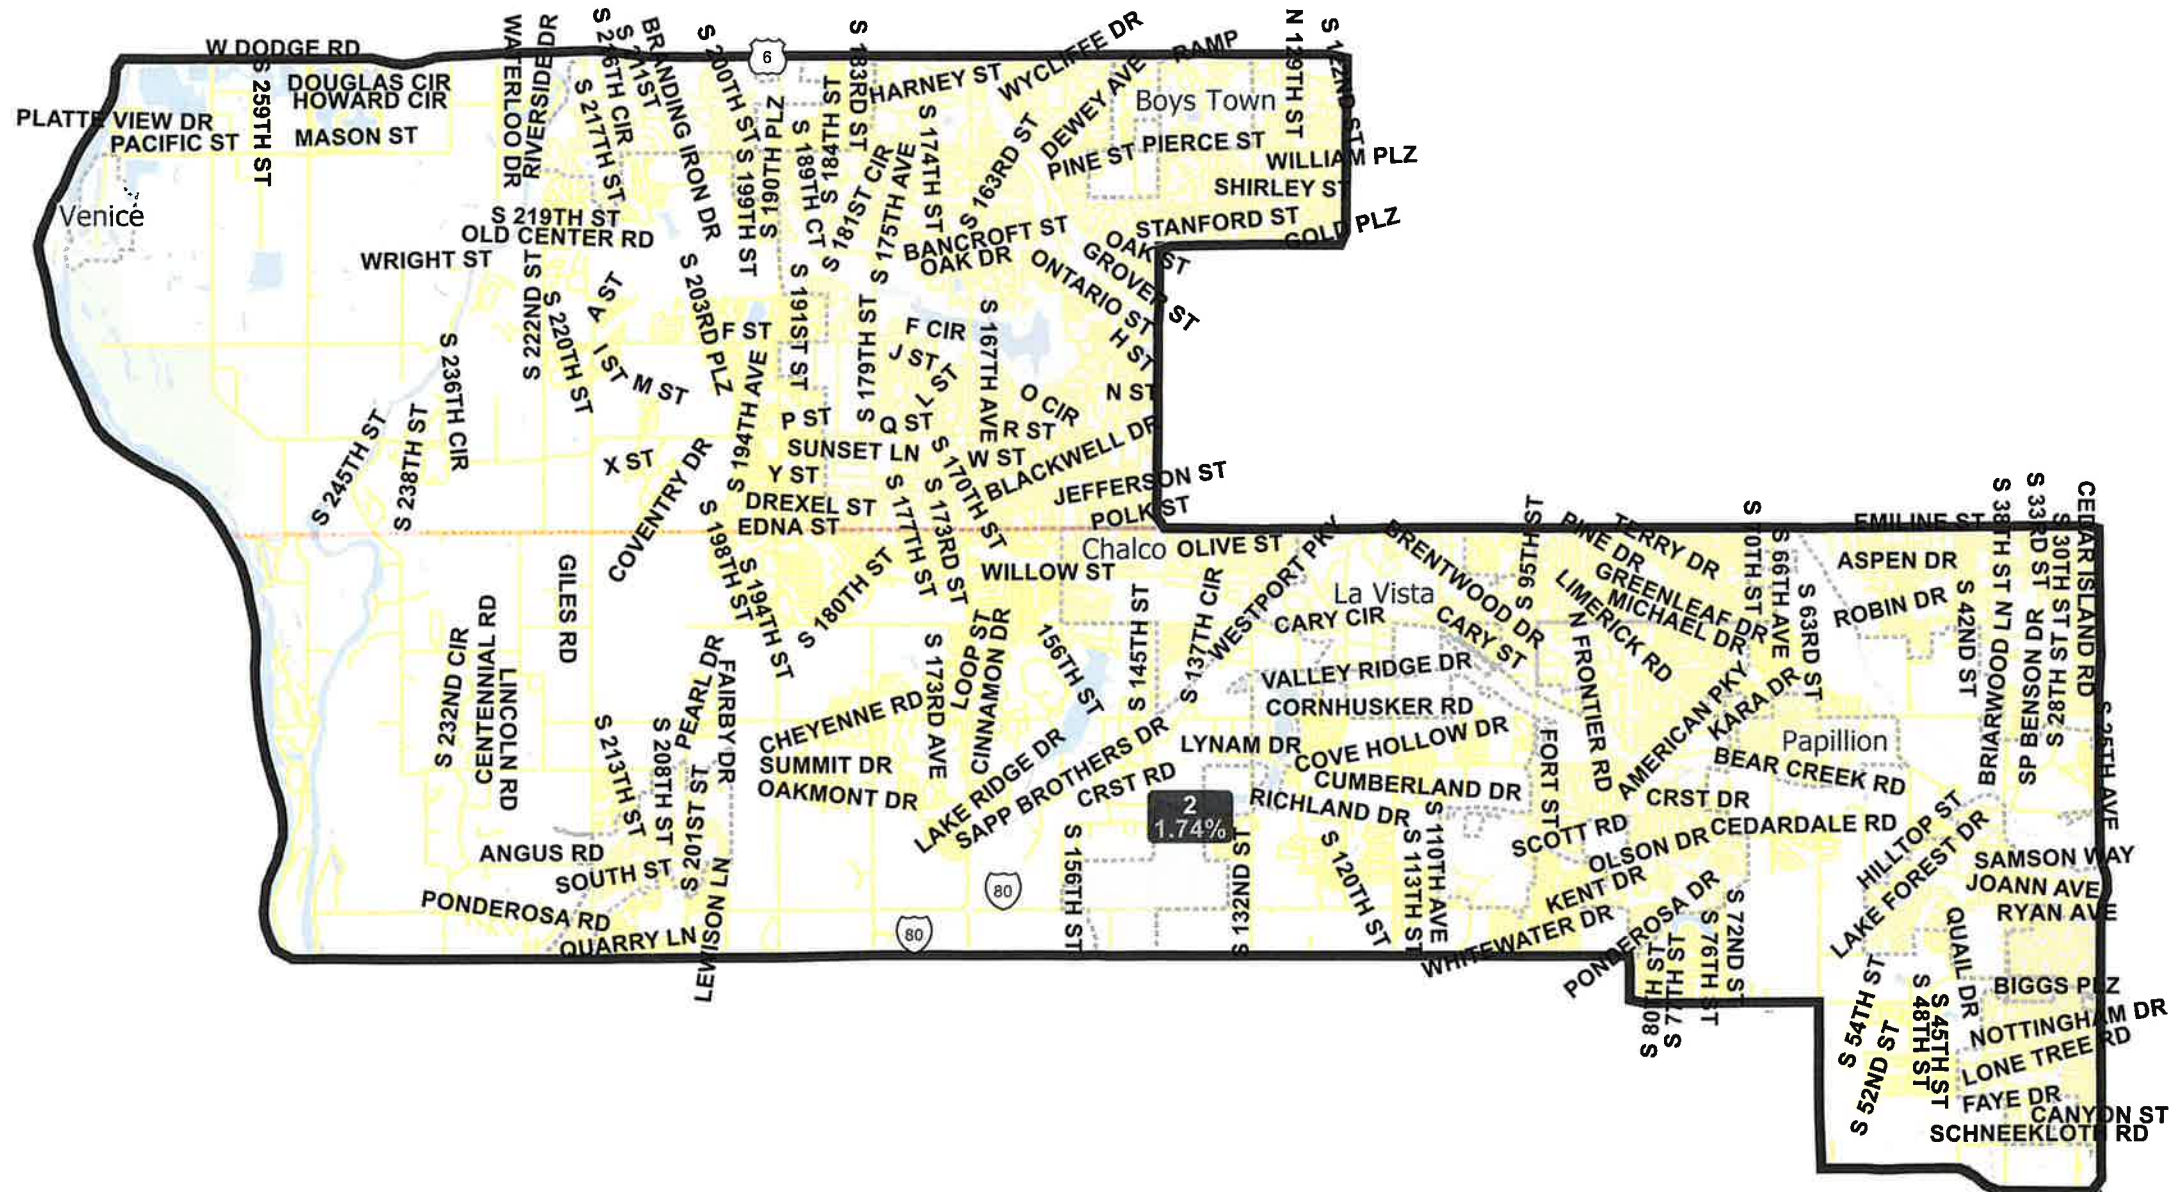 W DODGE RD
S 259TH ST
DOUGLAS CIR
HOWARD CIR
PLATTE VIEW DR
PACIFIC ST
MASON ST
Venice
WATERLOO DR
RIVERSIDE DR
S 216TH CIR
S 211ST
S 217TH ST
BRANDING IRON DR
S 200TH ST
6
S 199TH ST
S 190TH PLZ
S 189TH CT
S 184TH ST
S 183RD ST
HARNEY ST
WYCLIFFE DR
RAMP
DEWEY AVE
N 129TH ST
S 122ND ST
Boys Town
S 181ST CIR
S 175TH AVE
S 174TH ST
S 163RD ST
PINE ST
PIERCE ST
WILLIAM PLZ
SHIRLEY ST
STANFORD ST
GOLD PLZ
S 219TH ST
OLD CENTER RD
WRIGHT ST
BANCROFT ST
OAK DR
OAK ST
GROVER ST
ONTARIO ST
H ST
N ST
S 222ND ST
S 220TH ST
A ST
I ST
M ST
S 203RD PLZ
F ST
S 191ST ST
S 194TH AVE
S 179TH ST
F CIR
J ST
L ST
S 167TH AVE
O CIR
P ST
Q ST
R ST
W ST
BLACKWELL DR
SUNSET LN
Y ST
DREXEL ST
EDNA ST
S 236TH CIR
S 245TH ST
S 238TH ST
X ST
COVENTRY DR
S 198TH ST
S 194TH ST
S 177TH ST
S 173RD ST
S 170TH ST
JEFFERSON ST
POLK ST
Chalco
OLIVE ST
WILLOW ST
S 180TH ST
GILES RD
S 232ND CIR
CENTENNIAL RD
LINCOLN RD
S 213TH ST
S 208TH ST
PEARL DR
S 201ST ST
FAIRBY DR
LEWISON LN
CHEYENNE RD
SUMMIT DR
OAKMONT DR
S 173RD AVE
LOOP ST
CINNAMON DR
156TH ST
S 145TH ST
S 137TH CIR
WESTPORT PKY
LAKE RIDGE DR
SAPP BROTHERS DR
CRST RD
2
1.74%
LYNAM DR
S 156TH ST
S 132ND ST
ANGUS RD
SOUTH ST
PONDEROSA RD
QUARRY LN
80
80
La Vista
CARY CIR
CARY ST
BRENTWOOD DR
S 95TH ST
VALLEY RIDGE DR
CORNHUSKER RD
COVE HOLLOW DR
CUMBERLAND DR
RICHLAND DR
S 120TH ST
S 113TH ST
S 110TH AVE
FORT ST
PINE DR
TERRY DR
GREENLEAF DR
MICHAEL DR
LIMERICK RD
N FRONTIER RD
S 70TH ST
S 66TH AVE
S 63RD ST
AMERICAN PKY
KARA DR
Papillion
BEAR CREEK RD
CRST DR
CEDARDALE RD
SCOTT RD
OLSON DR
KENT DR
WHITEWATER DR
PONDEROSA DR
S 80TH ST
S 77TH ST
S 76TH ST
S 72ND ST
EMILINE ST
ASPEN DR
ROBIN DR
S 42ND ST
S 38TH ST
BRIARWOOD LN
S 33RD ST
SP BENSON DR
S 30TH ST
S 28TH ST
CEDAR ISLAND RD
S 25TH AVE
HILLTOP ST
LAKE FOREST DR
SAMSON WAY
JOANN AVE
RYAN AVE
QUAIL DR
BIGGS PLZ
NOTTINGHAM DR
LONE TREE RD
FAYE DR
CANYON ST
SCHNEEKLOTH RD
S 54TH ST
S 52ND ST
S 48TH ST
S 45TH ST